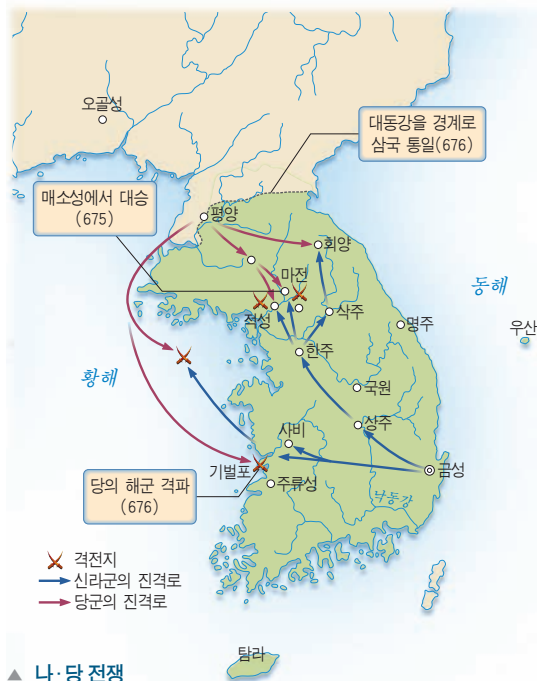 오골성
대동강을 경계로
삼국 통일(676)
매소성에서 대승
(675)
평양
회양
마전
적성
삭주
동해
명주
우산
한주
황해
국원
상주
사비
기벌포
금성
주류성
낙동강
당의 해군 격파
(676)
격전지
신라군의 진격로
당군의 진격로
탐라
▲ 나·당 전쟁